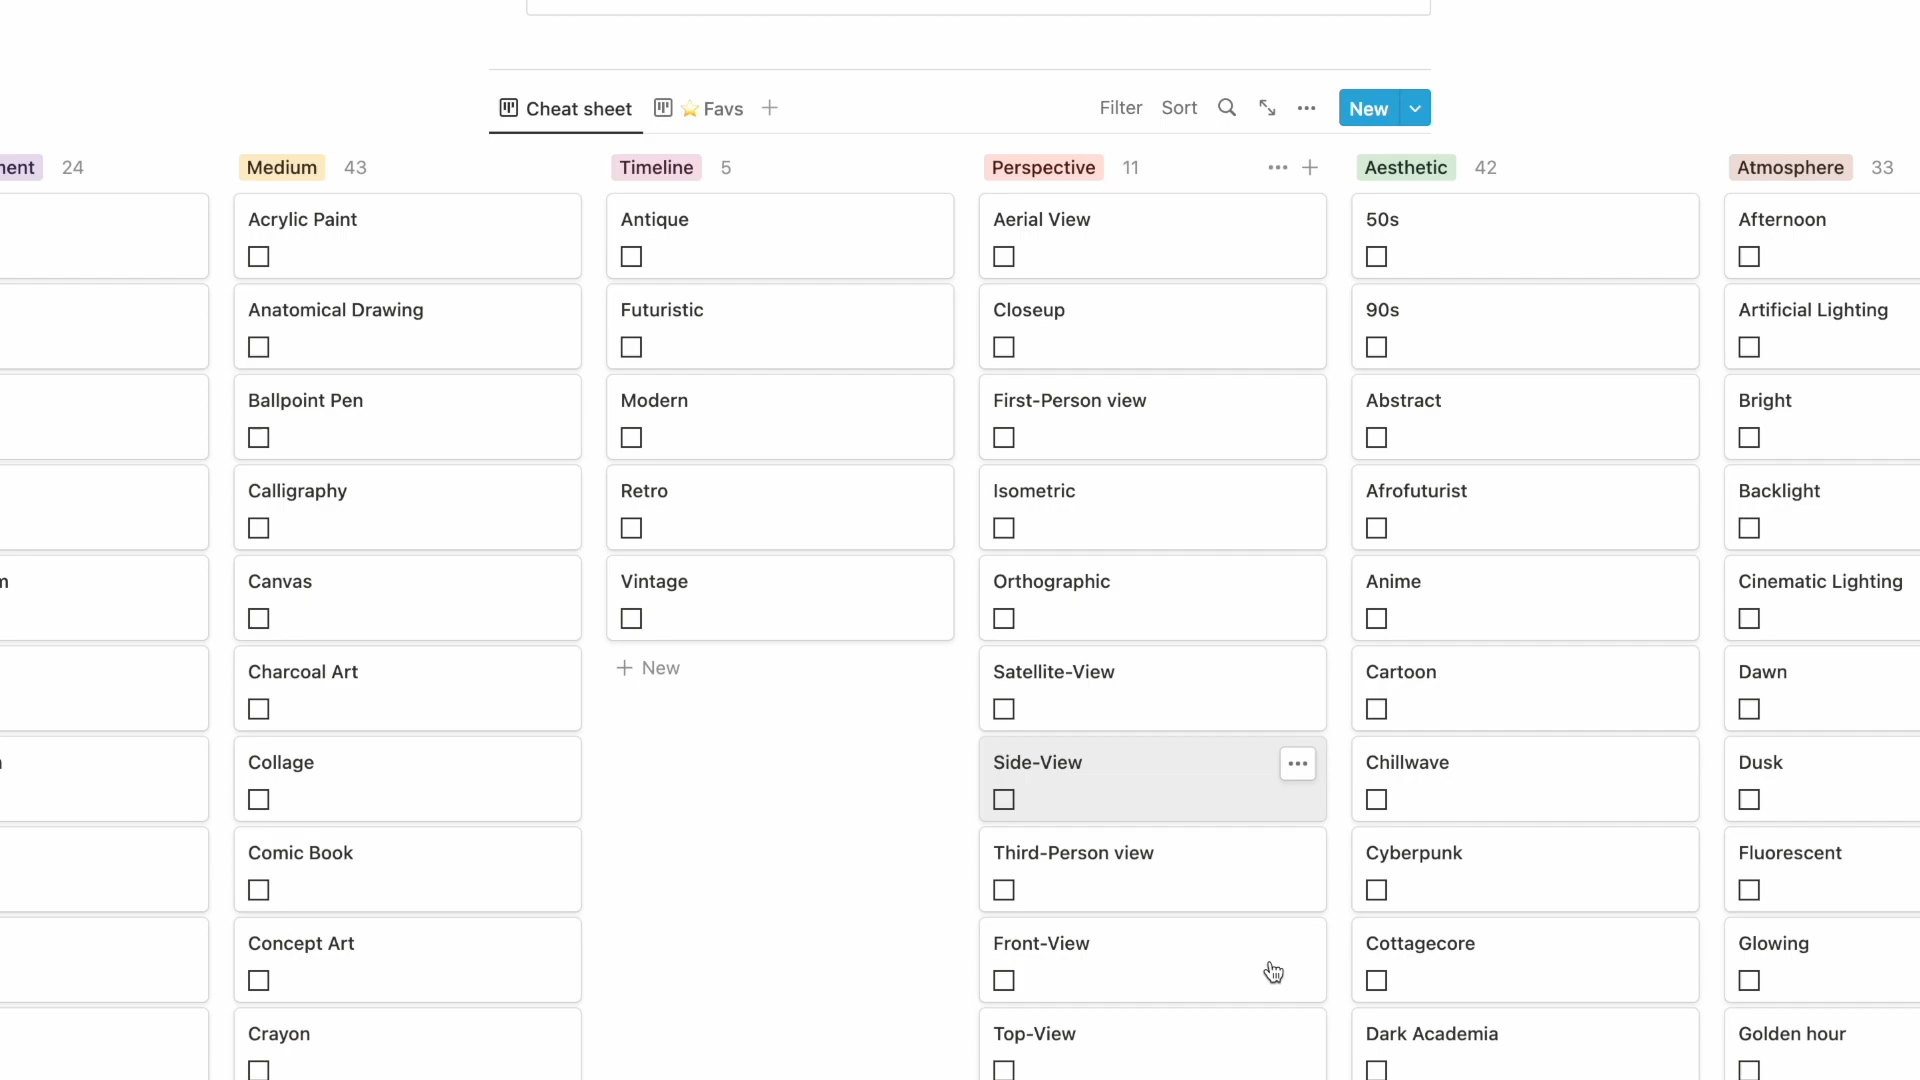 Cheat sheet
⭐ Favs
Filter
Sort
New
ment 24
m
n
Medium 43
Acrylic Paint
Anatomical Drawing
Ballpoint Pen
Calligraphy
Canvas
Charcoal Art
Collage
Comic Book
Concept Art
Crayon
Timeline 5
Antique
Futuristic
Modern
Retro
Vintage
+ New
Perspective 11
Aerial View
Closeup
First-Person view
Isometric
Orthographic
Satellite-View
Side-View
Third-Person view
Front-View
Top-View
Aesthetic 42
50s
90s
Abstract
Afrofuturist
Anime
Cartoon
Chillwave
Cyberpunk
Cottagecore
Dark Academia
Atmosphere 33
Afternoon
Artificial Lighting
Bright
Backlight
Cinematic Lighting
Dawn
Dusk
Fluorescent
Glowing
Golden hour